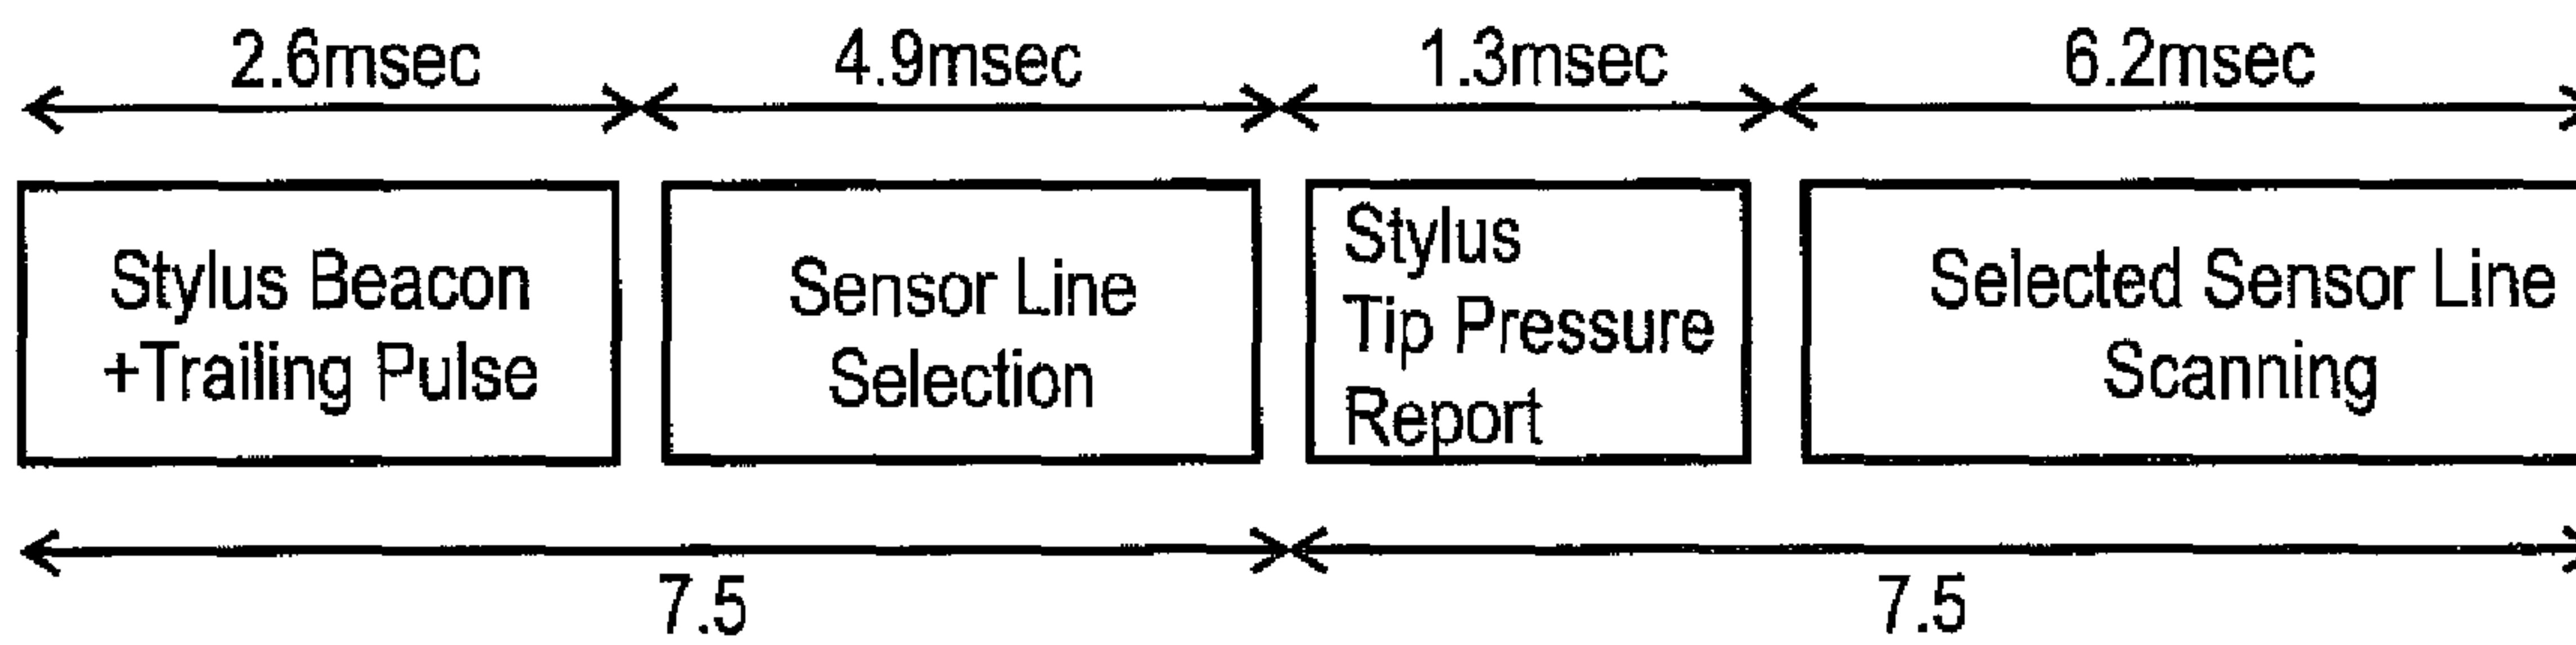 2.6msec 4.9msec 1.3msec 6.2msec
Stylus Beacon
+Trailing Pulse
Sensor Line
Selection
Stylus
Tip Pressure
Report
Selected Sensor Line
Scanning
7.5 7.5